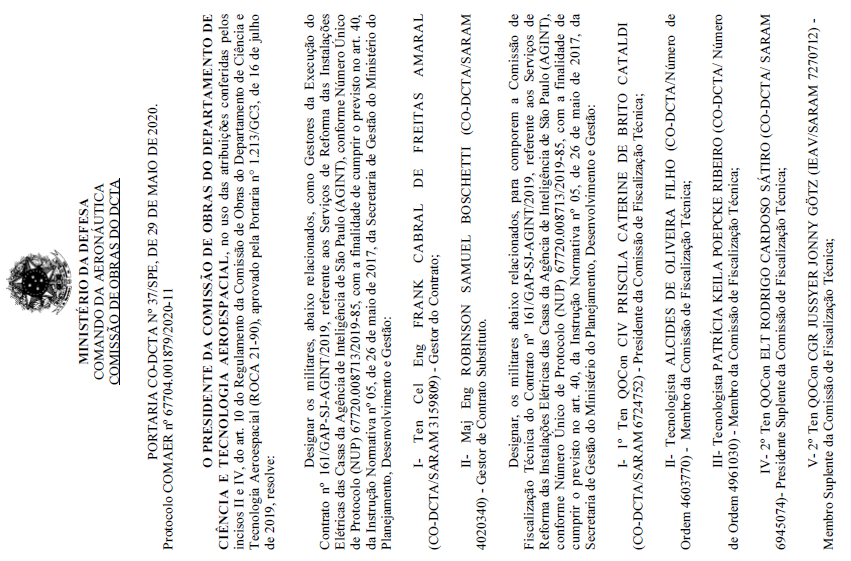 MINISTÉRIO DA DEFESA
COMANDO DA AERONÁUTICA
COMISSÃO DE OBRAS DO DCTA
PORTARIA CO-DCTA Nº 37/SPE, DE 29 DE MAIO DE 2020.
Protocolo COMAER nº 67704.001879/2020-11
O PRESIDENTE DA COMISSÃO DE OBRAS DO DEPARTAMENTO DE
CIÊNCIA E TECNOLOGIA AEROESPACIAL, no uso das atribuições conferidas pelos
incisos II e IV, do art. 10 do Regulamento da Comissão de Obras do Departamento de Ciência e
Tecnologia Aeroespacial (ROCA 21-90), aprovado pela Portaria nº 1.213/GC3, de 16 de julho
de 2019, resolve:
Designar os militares, abaixo relacionados, como Gestores da Execução do
Contrato nº 161/GAP-SJ-AGINT/2019, referente aos Serviços de Reforma das Instalações
Elétricas das Casas da Agência de Inteligência de São Paulo (AGINT), conforme Número Único
de Protocolo (NUP) 67720.008713/2019-85, com a finalidade de cumprir o previsto no art. 40,
da Instrução Normativa nº 05, de 26 de maio de 2017, da Secretaria de Gestão do Ministério do
Planejamento, Desenvolvimento e Gestão:
I- Ten Cel Eng FRANK CABRAL DE FREITAS AMARAL
(CO-DCTA/SARAM 3159809) - Gestor do Contrato;
II- Maj Eng ROBINSON SAMUEL BOSCHETTI (CO-DCTA/SARAM
4020340) - Gestor de Contrato Substituto.
Designar, os militares abaixo relacionados, para comporem a Comissão de
Fiscalização Técnica do Contrato nº 161/GAP-SJ-AGINT/2019, referente aos Serviços de
Reforma das Instalações Elétricas das Casas da Agência de Inteligência de São Paulo (AGINT),
conforme Número Único de Protocolo (NUP) 67720.008713/2019-85, com a finalidade de
cumprir o previsto no art. 40, da Instrução Normativa nº 05, de 26 de maio de 2017, da
Secretaria de Gestão do Ministério do Planejamento, Desenvolvimento e Gestão:
I- 1º Ten QOCon CIV PRISCILA CATERINE DE BRITO CATALDI
(CO-DCTA/SARAM 6724752) - Presidente da Comissão de Fiscalização Técnica;
II- Tecnologista ALCIDES DE OLIVEIRA FILHO (CO-DCTA/Número de
Ordem 4603770) - Membro da Comissão de Fiscalização Técnica;
III- Tecnologista PATRÍCIA KEILA POEPCKE RIBEIRO (CO-DCTA/ Número
de Ordem 4961030) - Membro da Comissão de Fiscalização Técnica;
IV- 2º Ten QOCon ELT RODRIGO CARDOSO SÁTIRO (CO-DCTA/ SARAM
6945074)- Presidente Suplente da Comissão de Fiscalização Técnica;
V- 2º Ten QOCon CGR JUSSYER JONNY GÖTZ (IEAV/SARAM 7270712) -
Membro Suplente da Comissão de Fiscalização Técnica;